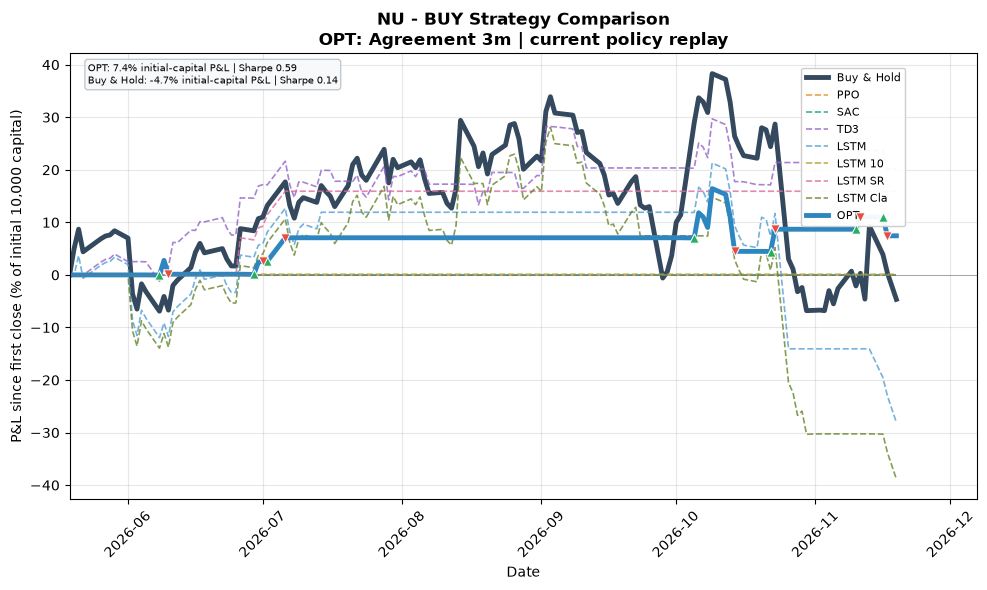 NU - BUY Strategy Comparison
OPT: Agreement 3m | current policy replay
OPT: 7.4% initial-capital P&L | Sharpe 0.59
Buy & Hold: -4.7% initial-capital P&L | Sharpe 0.14
Buy & Hold
PPO
SAC
TD3
LSTM
LSTM 10
LSTM SR
LSTM Cla
OPT
P&L since first close (% of initial 10,000 capital)
40
30
20
10
0
−10
−20
−30
−40
2026-06
2026-07
2026-08
2026-09
2026-10
2026-11
2026-12
Date